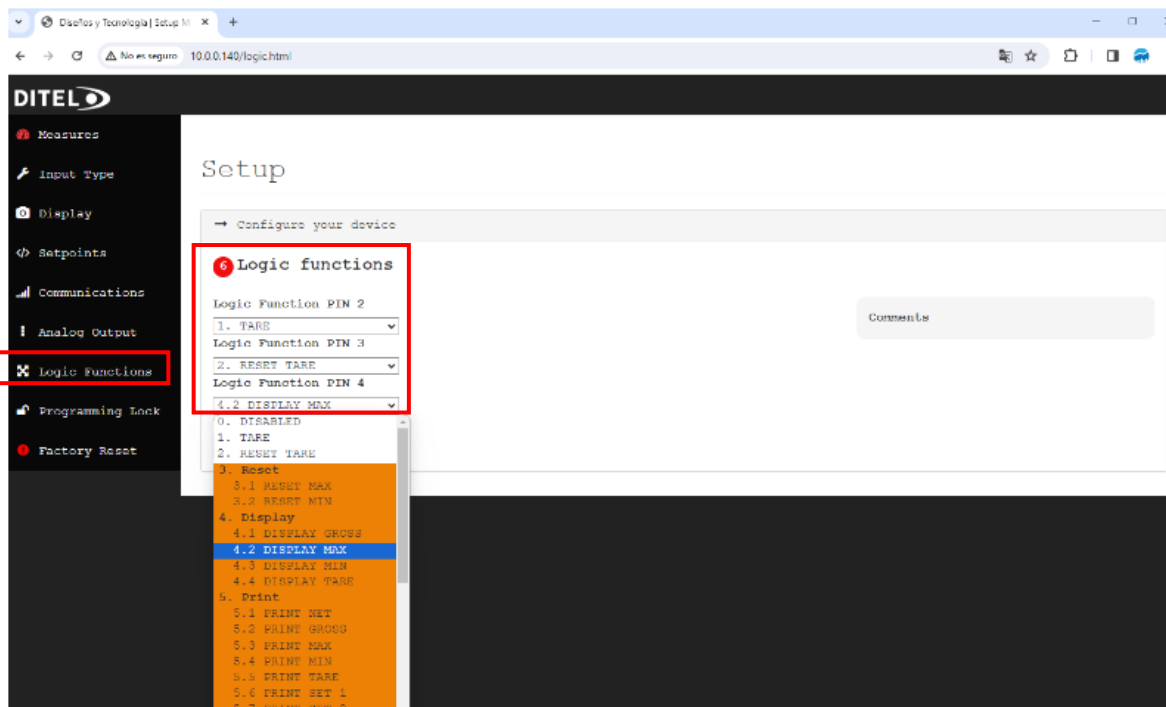 Diseños y Tecnología | Setup M
No es seguro 10.0.0.140/logic.html
DITEL
Measures
Input Type
Display
Setpoints
Communications
Analog Output
Logic Functions
Programming Lock
Factory Reset
Setup
→ Configure your device
6 Logic functions
Logic Function PIN 2
1. TARE
Logic Function PIN 3
2. RESET TARE
Logic Function PIN 4
4.2 DISPLAY MAX
0. DISABLED
1. TARE
2. RESET TARE
3. Reset
3.1 RESET MAX
3.2 RESET MIN
4. Display
4.1 DISPLAY GROSS
4.2 DISPLAY MAX
4.3 DISPLAY MIN
4.4 DISPLAY TARE
5. Print
5.1 PRINT NET
5.2 PRINT GROSS
5.3 PRINT MAX
5.4 PRINT MIN
5.5 PRINT TARE
5.6 PRINT SET 1
Comments